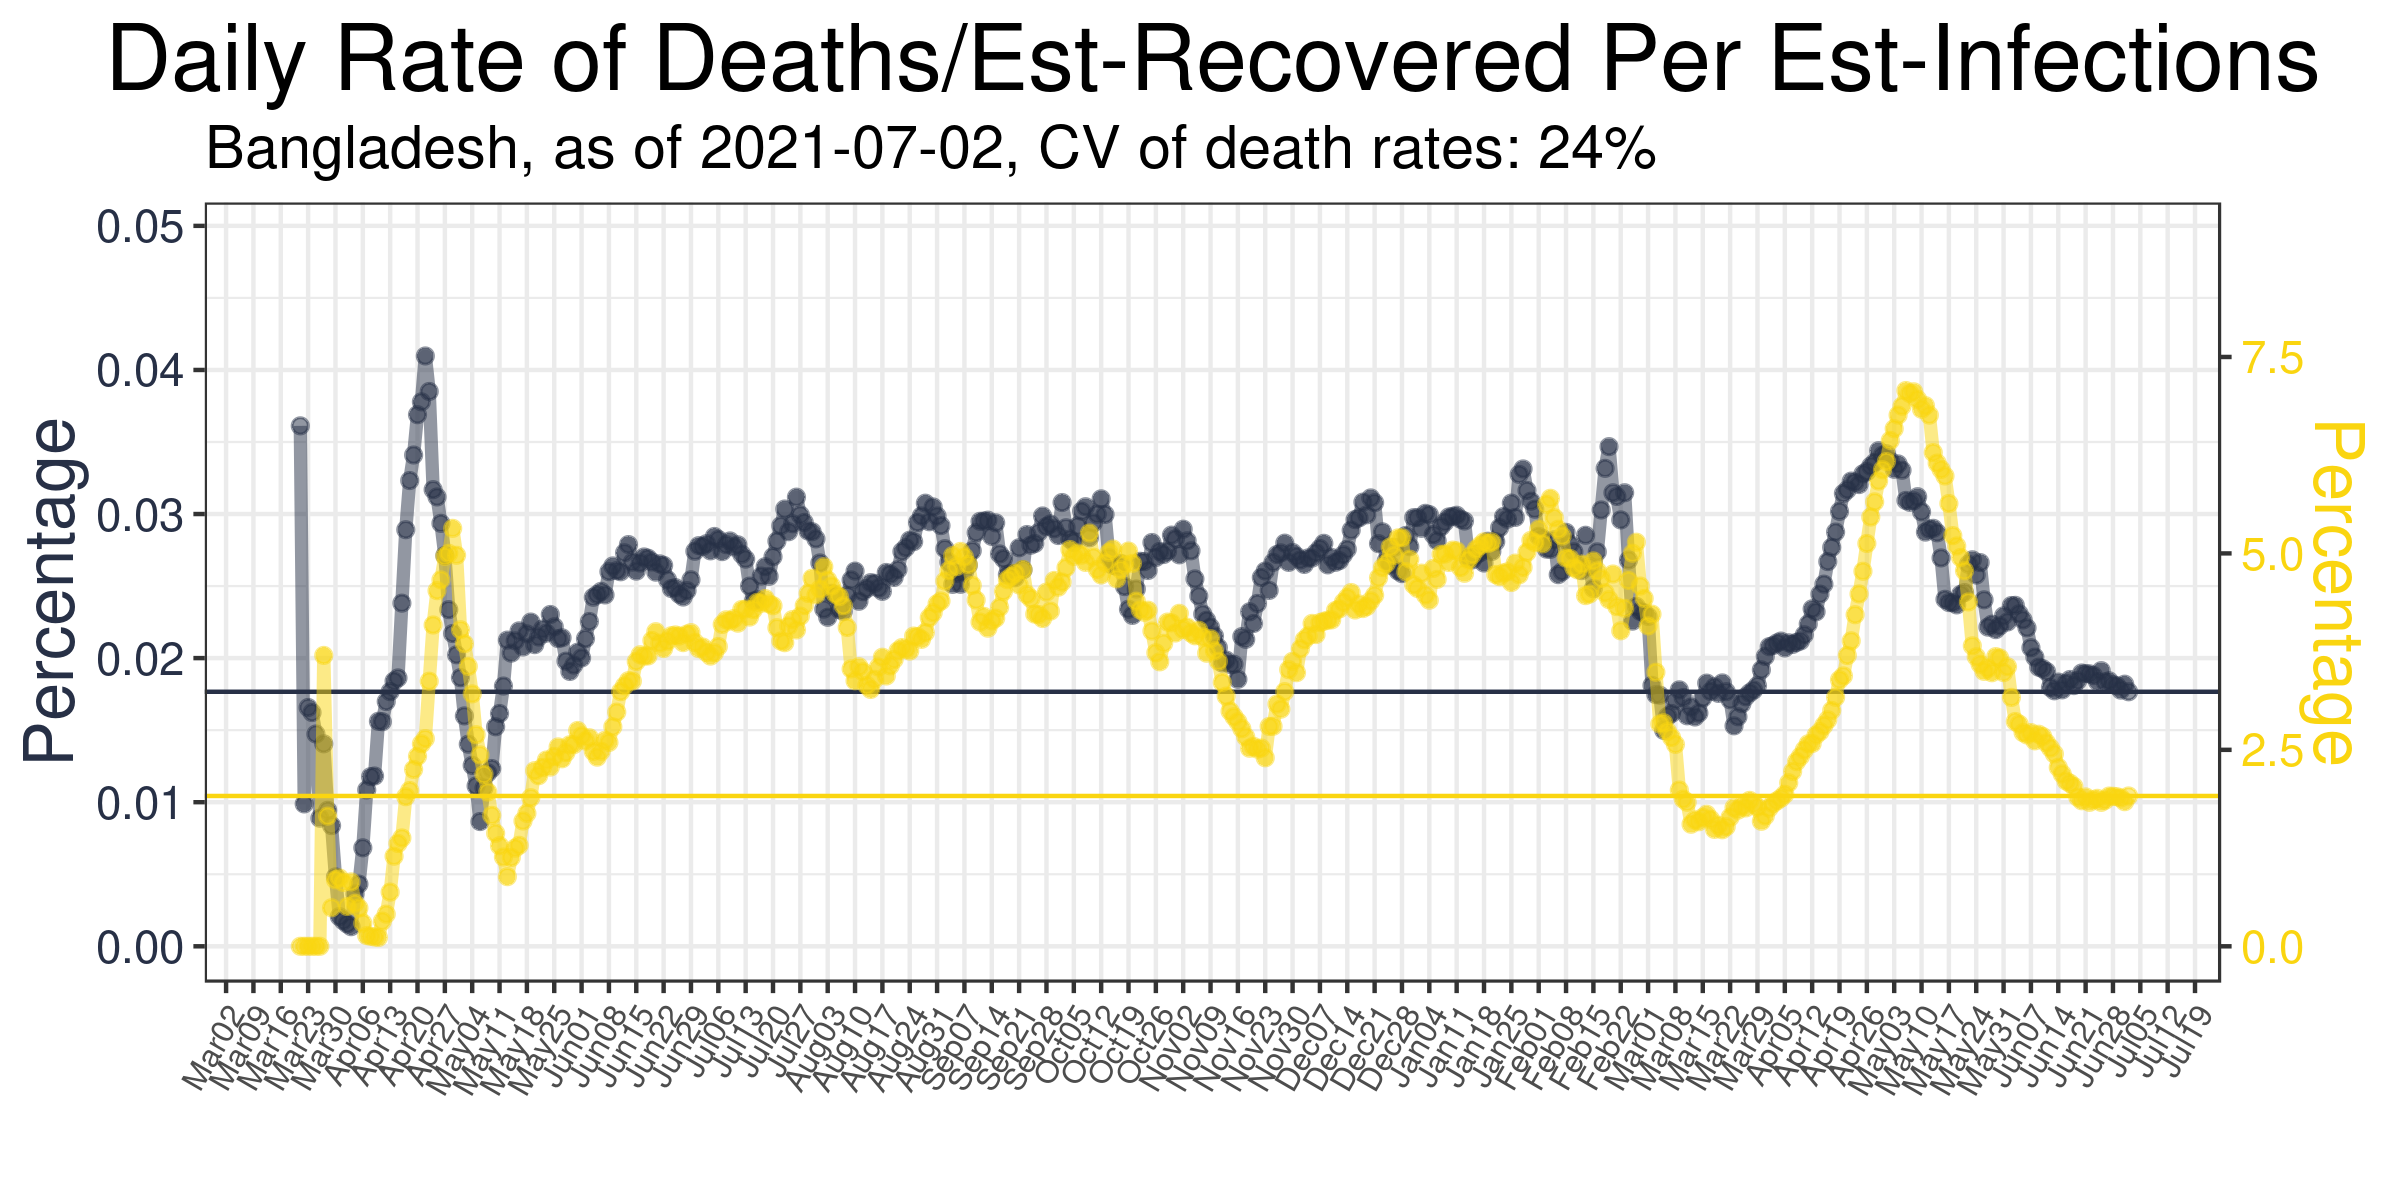 Daily Rate of Deaths/Est-Recovered Per Est-Infections
Bangladesh, as of 2021-07-02, CV of death rates: 24%
Percentage
0.05
0.04
0.03
0.02
0.01
0.00
7.5
5.0
2.5
0.0
Percentage
Mar02 Mar09 Mar16 Mar23 Mar30 Apr06 Apr13 Apr20 Apr27 May04 May11 May18 May25 Jun01 Jun08 Jun15 Jun22 Jun29 Jul06 Jul13 Jul20 Jul27 Aug03 Aug10 Aug17 Aug24 Aug31 Sep07 Sep14 Sep21 Sep28 Oct05 Oct12 Oct19 Oct26 Nov02 Nov09 Nov16 Nov23 Nov30 Dec07 Dec14 Dec21 Dec28 Jan04 Jan11 Jan18 Jan25 Feb01 Feb08 Feb15 Feb22 Mar01 Mar08 Mar15 Mar22 Mar29 Apr05 Apr12 Apr19 Apr26 May03 May10 May17 May24 May31 Jun07 Jun14 Jun21 Jun28 Jul05 Jul12 Jul19